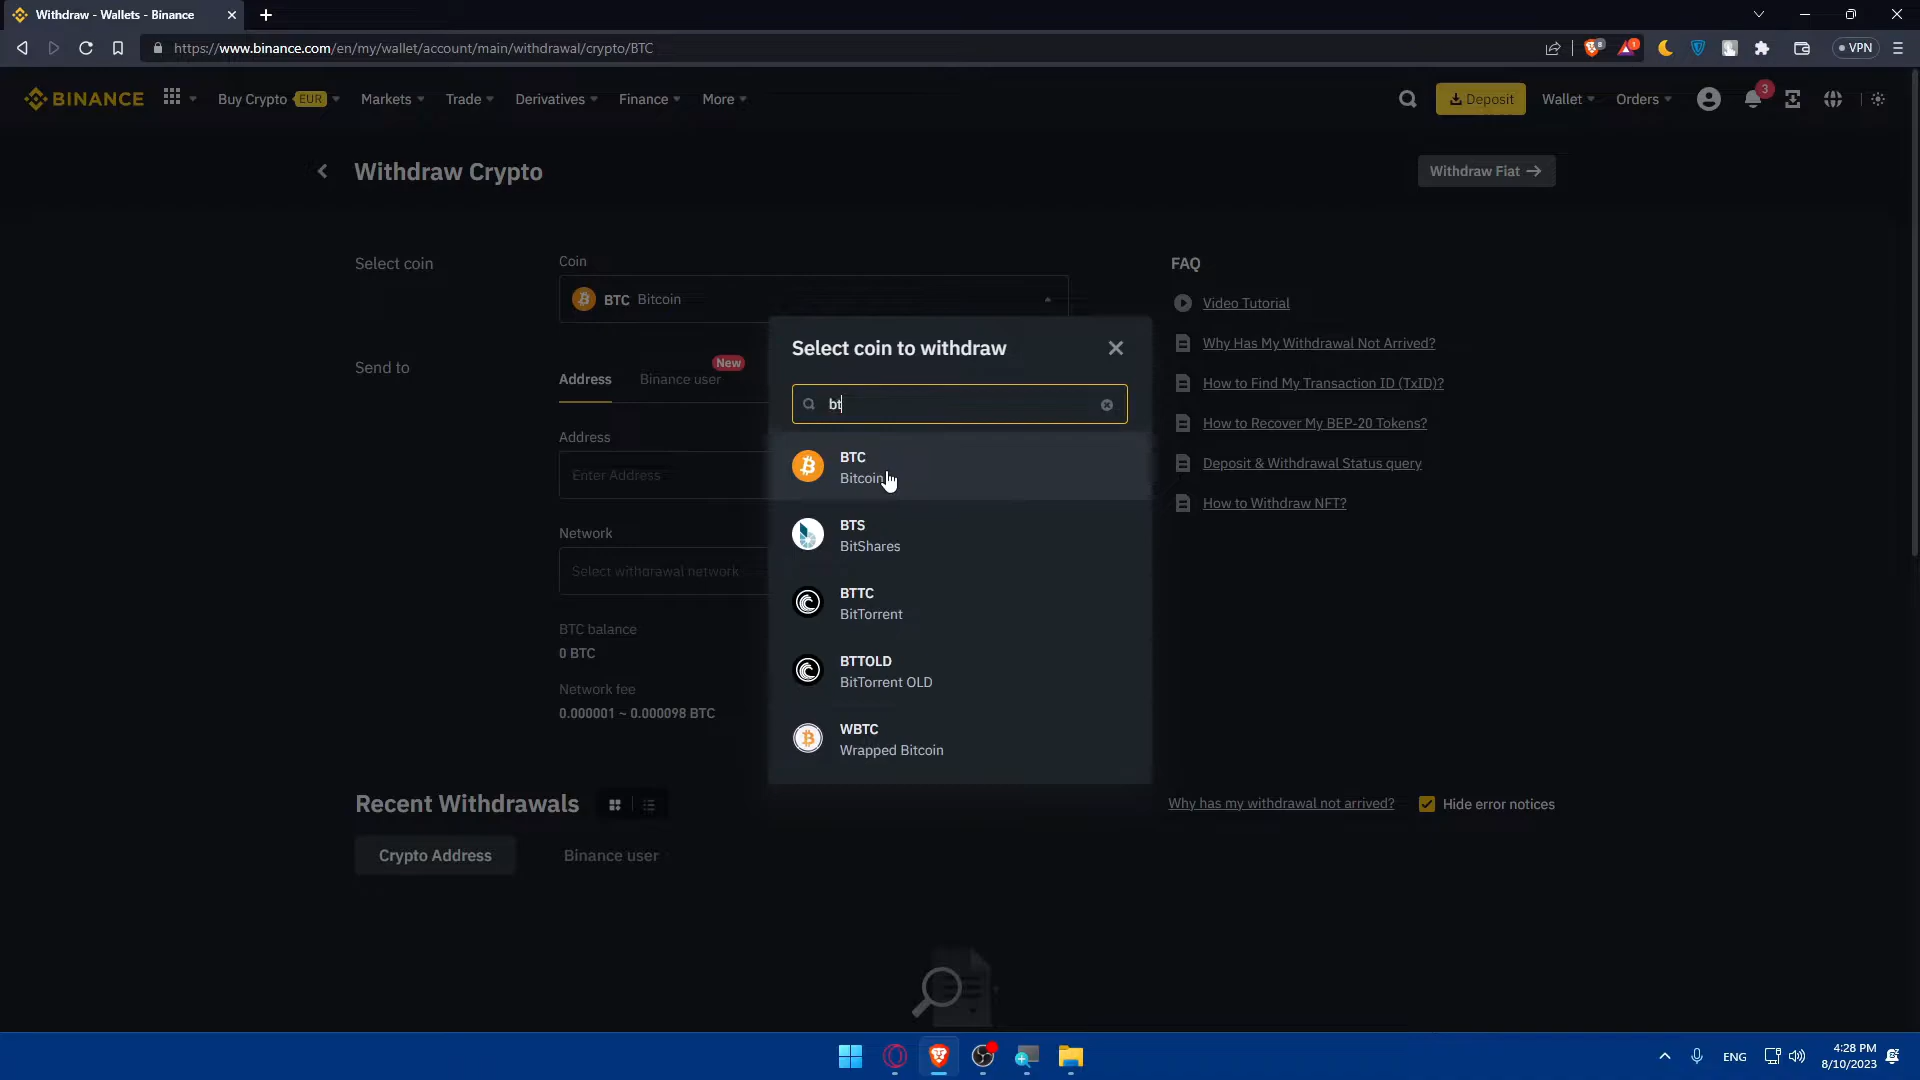 Withdraw - Wallets - Binance
https://www.binance.com/en/my/wallet/account/main/withdrawal/crypto/BTC
8
1
VPN
BINANCE
Buy Crypto EUR
Markets
Trade
Derivatives
Finance
More
Deposit
Wallet
Orders
3
Withdraw Crypto
Withdraw Fiat →
Select coin
Coin
BTC Bitcoin
Send to
Address
Binance user
New
Address
Enter Address
Network
Select withdrawal network
BTC balance
0 BTC
Network fee
0.000001 ~ 0.000098 BTC
Select coin to withdraw
bt
BTC
Bitcoin
BTS
BitShares
BTTC
BitTorrent
BTTOLD
BitTorrent OLD
WBTC
Wrapped Bitcoin
FAQ
Video Tutorial
Why Has My Withdrawal Not Arrived?
How to Find My Transaction ID (TxID)?
How to Recover My BEP-20 Tokens?
Deposit & Withdrawal Status query
How to Withdraw NFT?
Recent Withdrawals
Why has my withdrawal not arrived?
Hide error notices
Crypto Address
Binance user
ENG
4:28 PM
8/10/2023